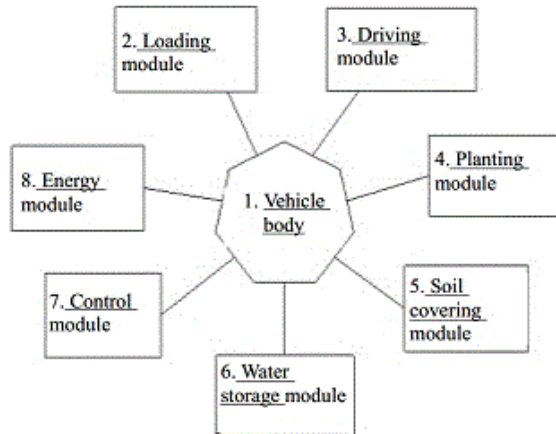 2. Loading
module
3. Driving
module
4. Planting
module
5. Soil
covering
module
6. Water
storage module
7. Control
module
8. Energy
module
1. Vehicle
body